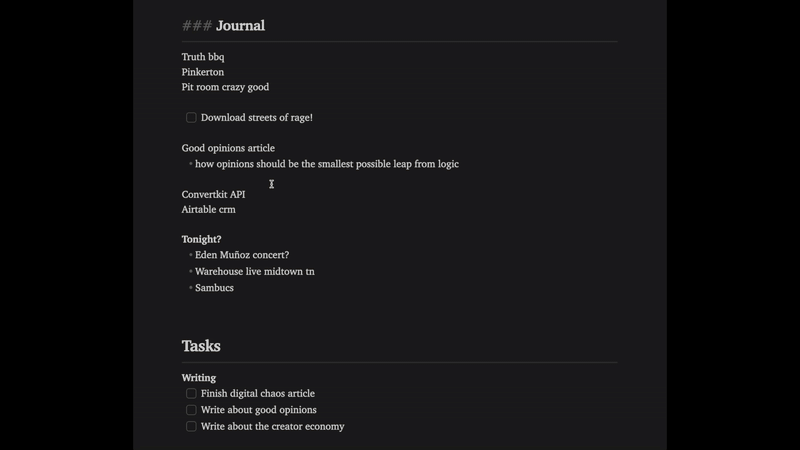 ### Journal
Truth bbq
Pinkerton
Pit room crazy good
Download streets of rage!
Good opinions article
how opinions should be the smallest possible leap from logic
Convertkit API
Airtable crm
Tonight?
Eden Muñoz concert?
Warehouse live midtown tn
Sambucs
Tasks
Writing
Finish digital chaos article
Write about good opinions
Write about the creator economy